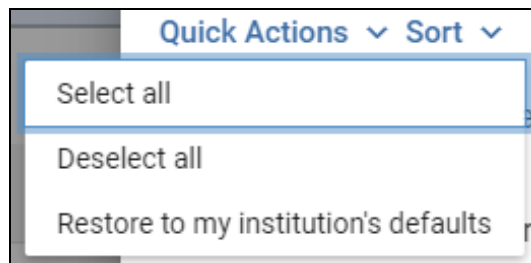 Quick Actions Sort
Select all
Deselect all
Restore to my institution's defaults